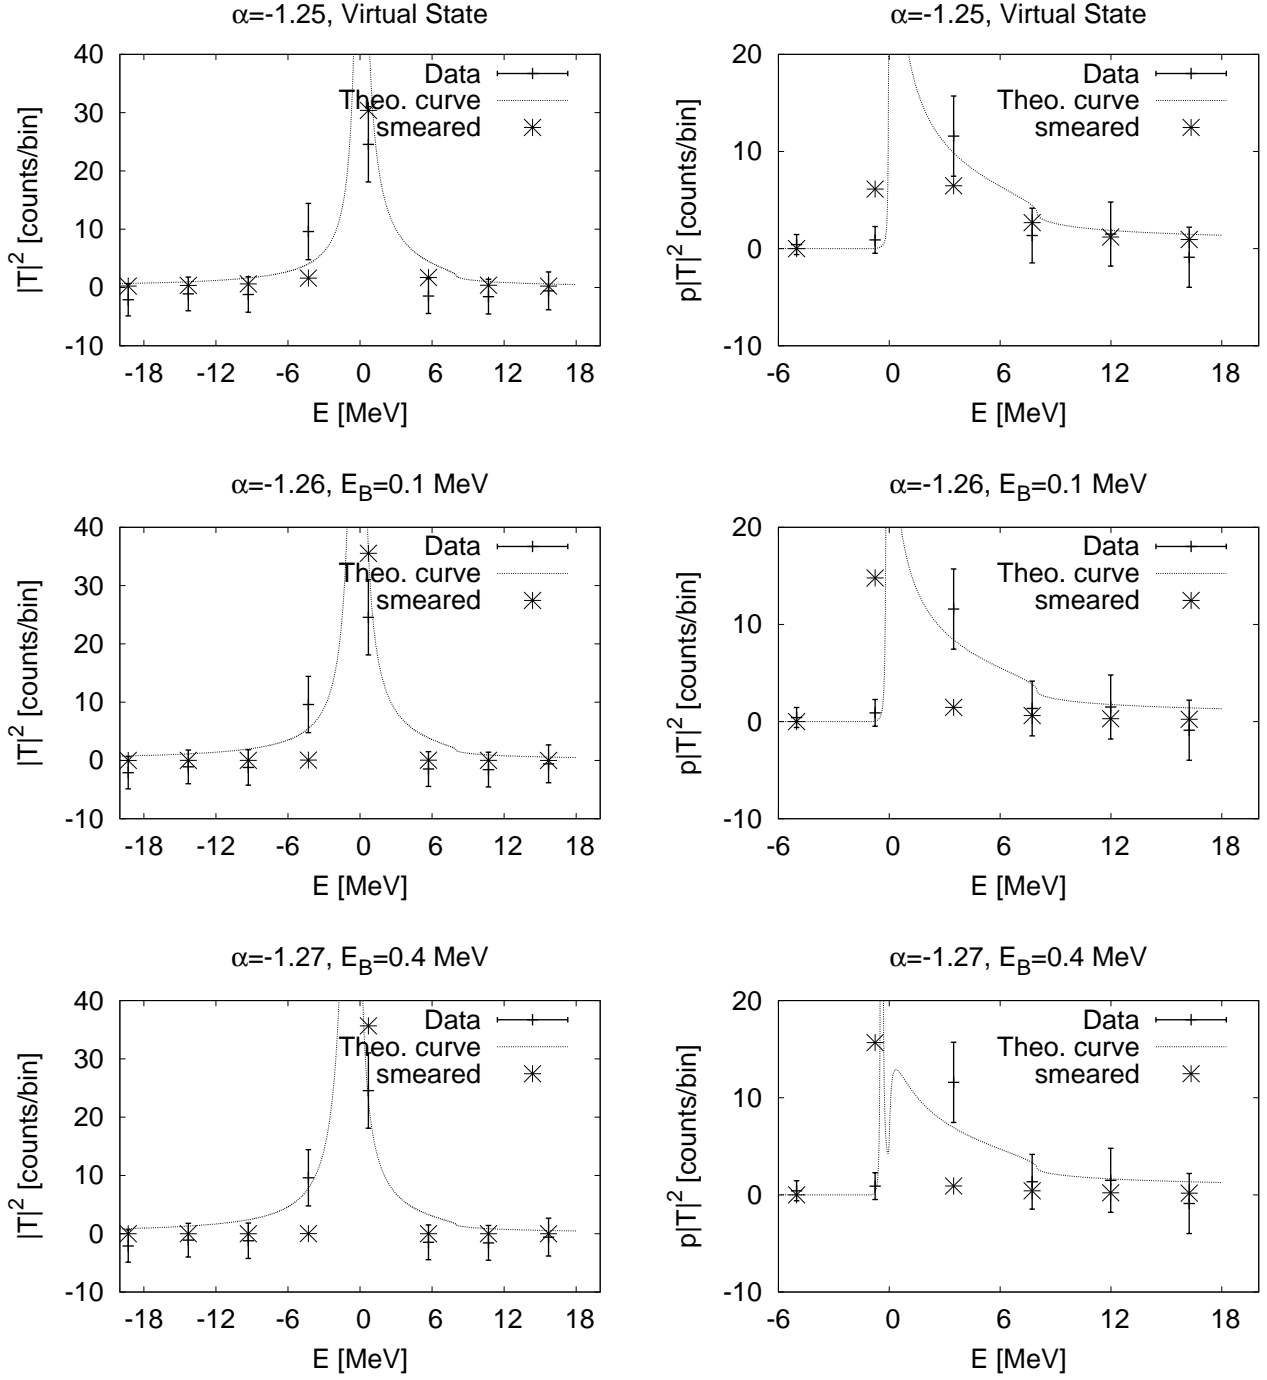 α=-1.25, Virtual State
40
30
20
10
0
-10
-18 -12 -6 0 6 12 18
|T|² [counts/bin]
E [MeV]
Data
Theo. curve
smeared
α=-1.25, Virtual State
20
10
0
-10
-6 0 6 12 18
p|T|² [counts/bin]
E [MeV]
Data
Theo. curve
smeared
α=-1.26, E_B=0.1 MeV
40
30
20
10
0
-10
-18 -12 -6 0 6 12 18
|T|² [counts/bin]
E [MeV]
Data
Theo. curve
smeared
α=-1.26, E_B=0.1 MeV
20
10
0
-10
-6 0 6 12 18
p|T|² [counts/bin]
E [MeV]
Data
Theo. curve
smeared
α=-1.27, E_B=0.4 MeV
40
30
20
10
0
-10
-18 -12 -6 0 6 12 18
|T|² [counts/bin]
E [MeV]
Data
Theo. curve
smeared
α=-1.27, E_B=0.4 MeV
20
10
0
-10
-6 0 6 12 18
p|T|² [counts/bin]
E [MeV]
Data
Theo. curve
smeared